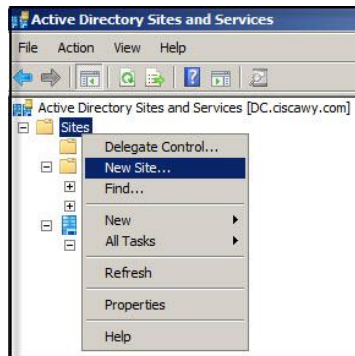 Active Directory Sites and Services
File Action View Help
Active Directory Sites and Services [DC.ciscawy.com]
Sites
Delegate Control...
New Site...
Find...
New
All Tasks
Refresh
Properties
Help